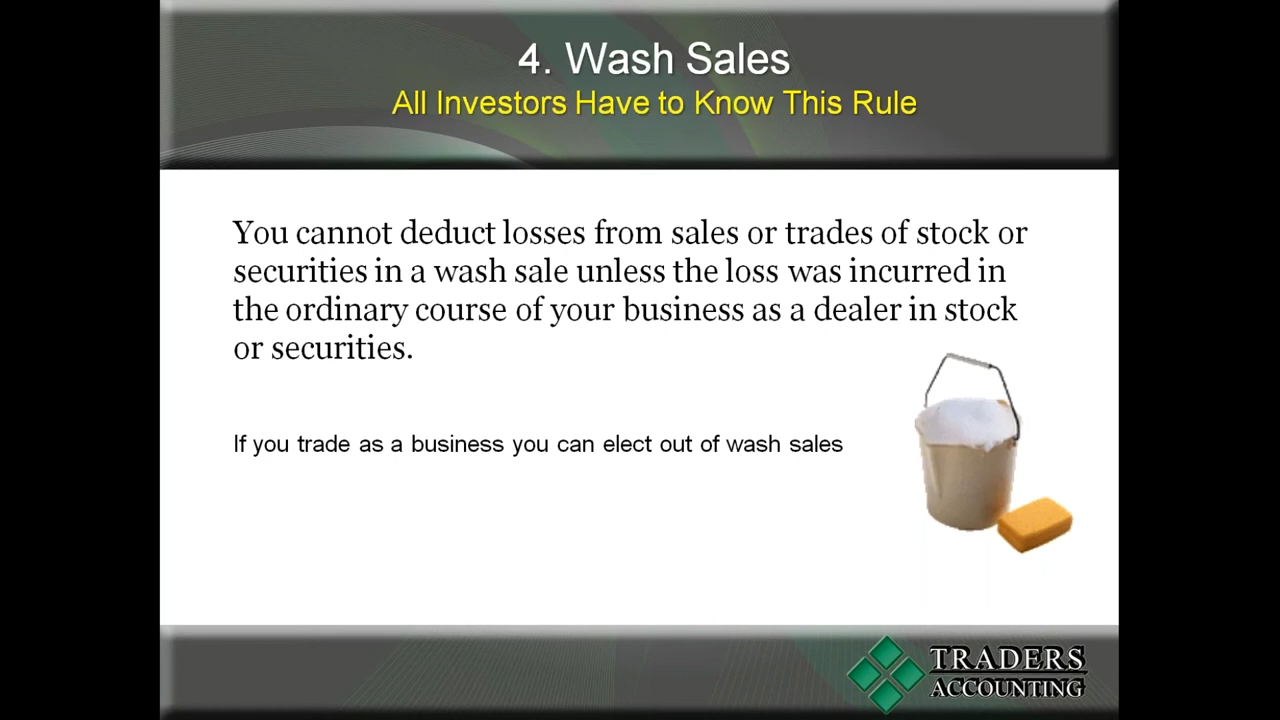 4. Wash Sales
All Investors Have to Know This Rule
You cannot deduct losses from sales or trades of stock or
securities in a wash sale unless the loss was incurred in
the ordinary course of your business as a dealer in stock
or securities.
If you trade as a business you can elect out of wash sales
TRADERS
ACCOUNTING